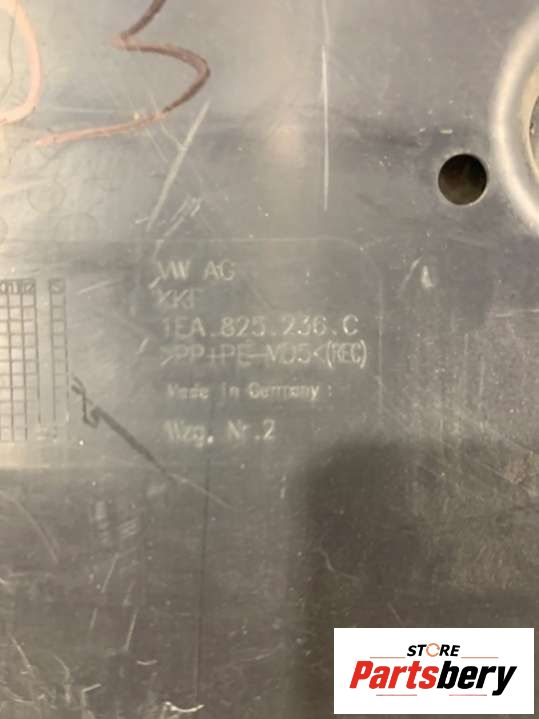 VW AG
KKF
1EA.825.236.C
>PP+PE-MD5<(REC)
Made in Germany
Wzg. Nr.2
STORE
Partsbery